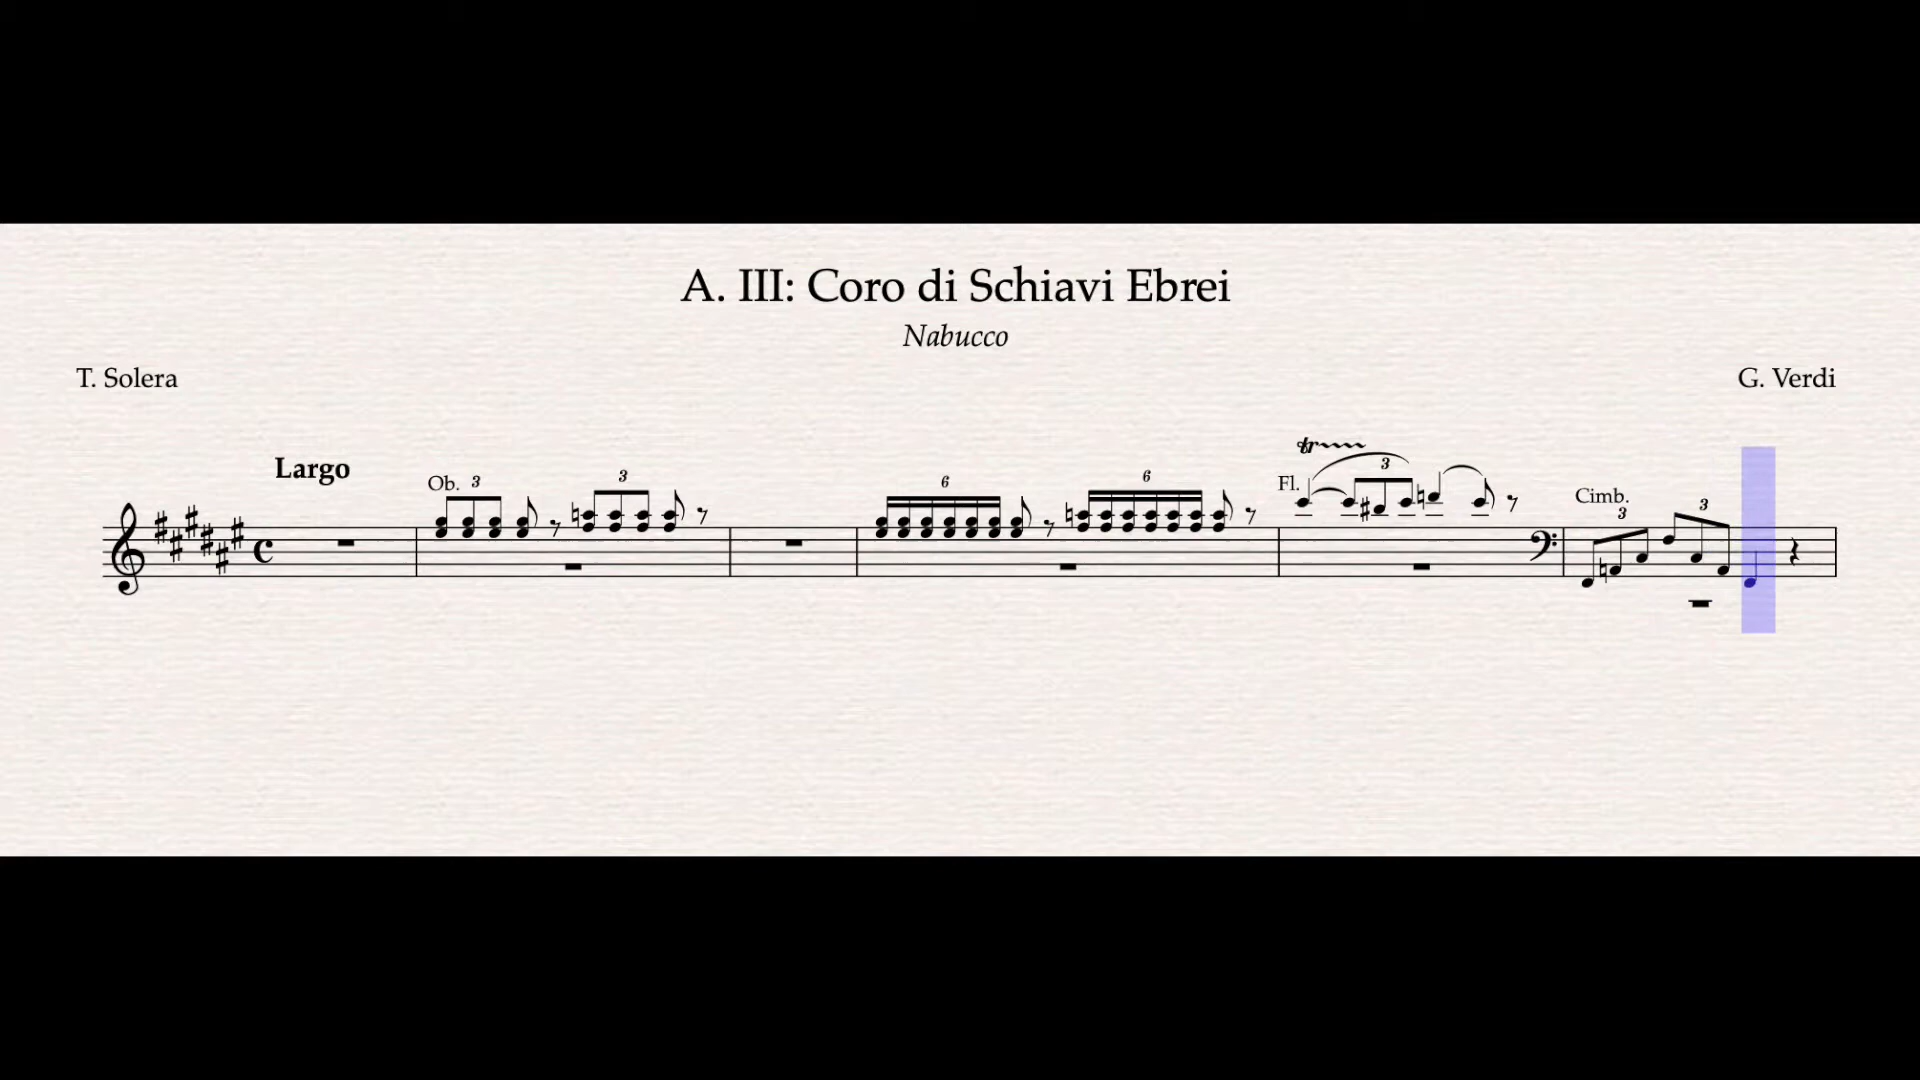 A. III: Coro di Schiavi Ebrei
Nabucco
T. Solera
G. Verdi
Largo
Ob. 3 3
6 6
Fl. tr 3
Cimb. 3 3